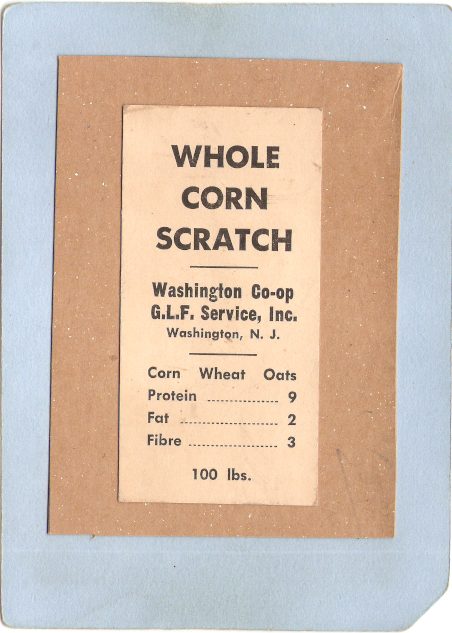 WHOLE
CORN
SCRATCH
Washington Co-op
G.L.F. Service, Inc.
Washington, N. J.
Corn Wheat Oats
Protein .................. 9
Fat ........................ 2
Fibre ...................... 3
100 lbs.